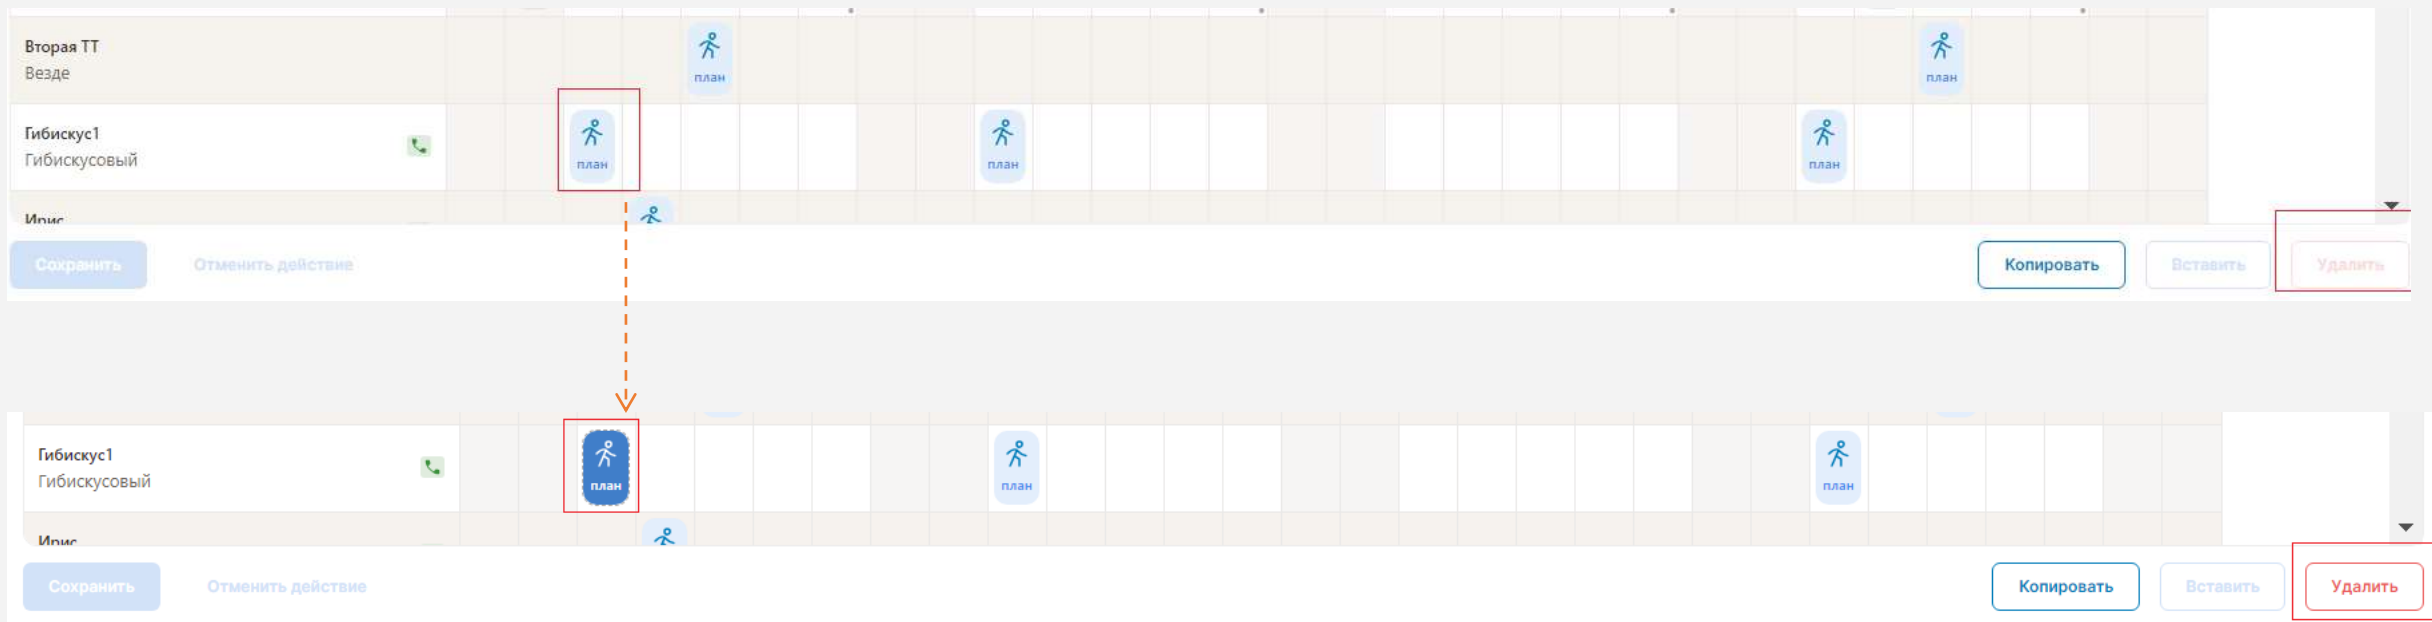 Вторая ТТ
Везде
план
план
Гибискус1
Гибискусовый
план
план
план
Ирис
Сохранить
Отменить действие
Копировать
Вставить
Удалить
Гибискус1
Гибискусовый
план
план
план
Ирис
Сохранить
Отменить действие
Копировать
Вставить
Удалить